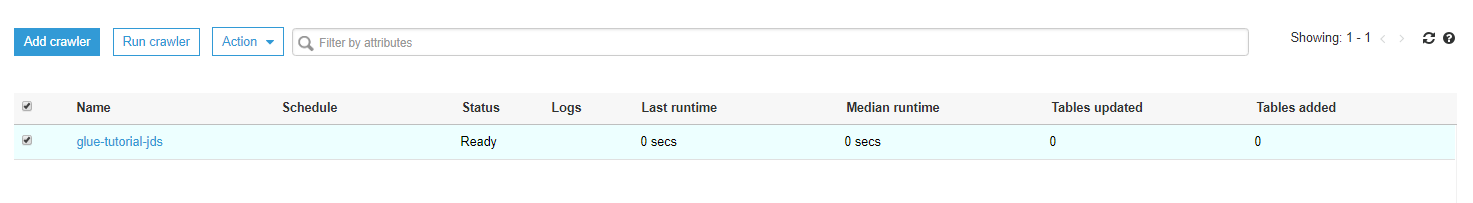 Add crawler Run crawler Action Filter by attributes Showing: 1 - 1 < >
Name Schedule Status Logs Last runtime Median runtime Tables updated Tables added
glue-tutorial-jds Ready 0 secs 0 secs 0 0